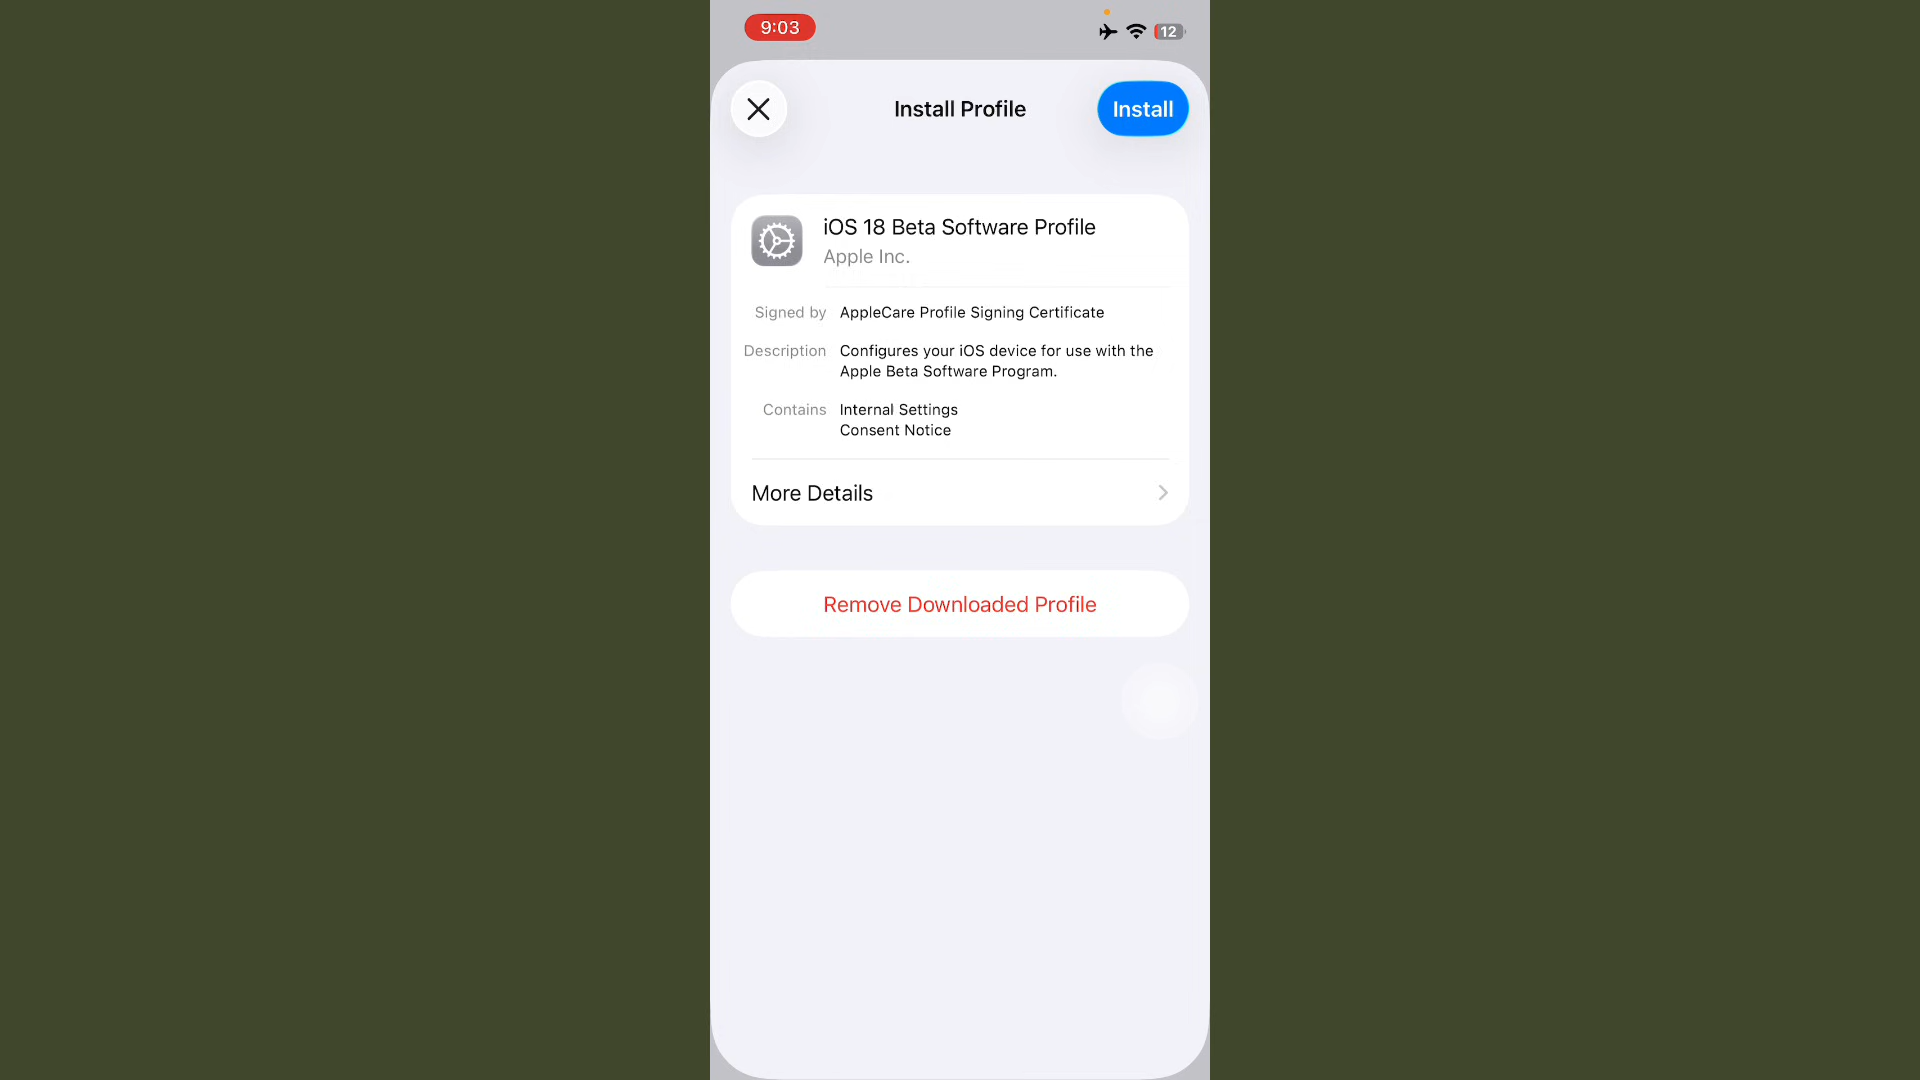 9:03
12
Install Profile
Install
iOS 18 Beta Software Profile
Apple Inc.
Signed by AppleCare Profile Signing Certificate
Description Configures your iOS device for use with the
Apple Beta Software Program.
Contains Internal Settings
Consent Notice
More Details
Remove Downloaded Profile